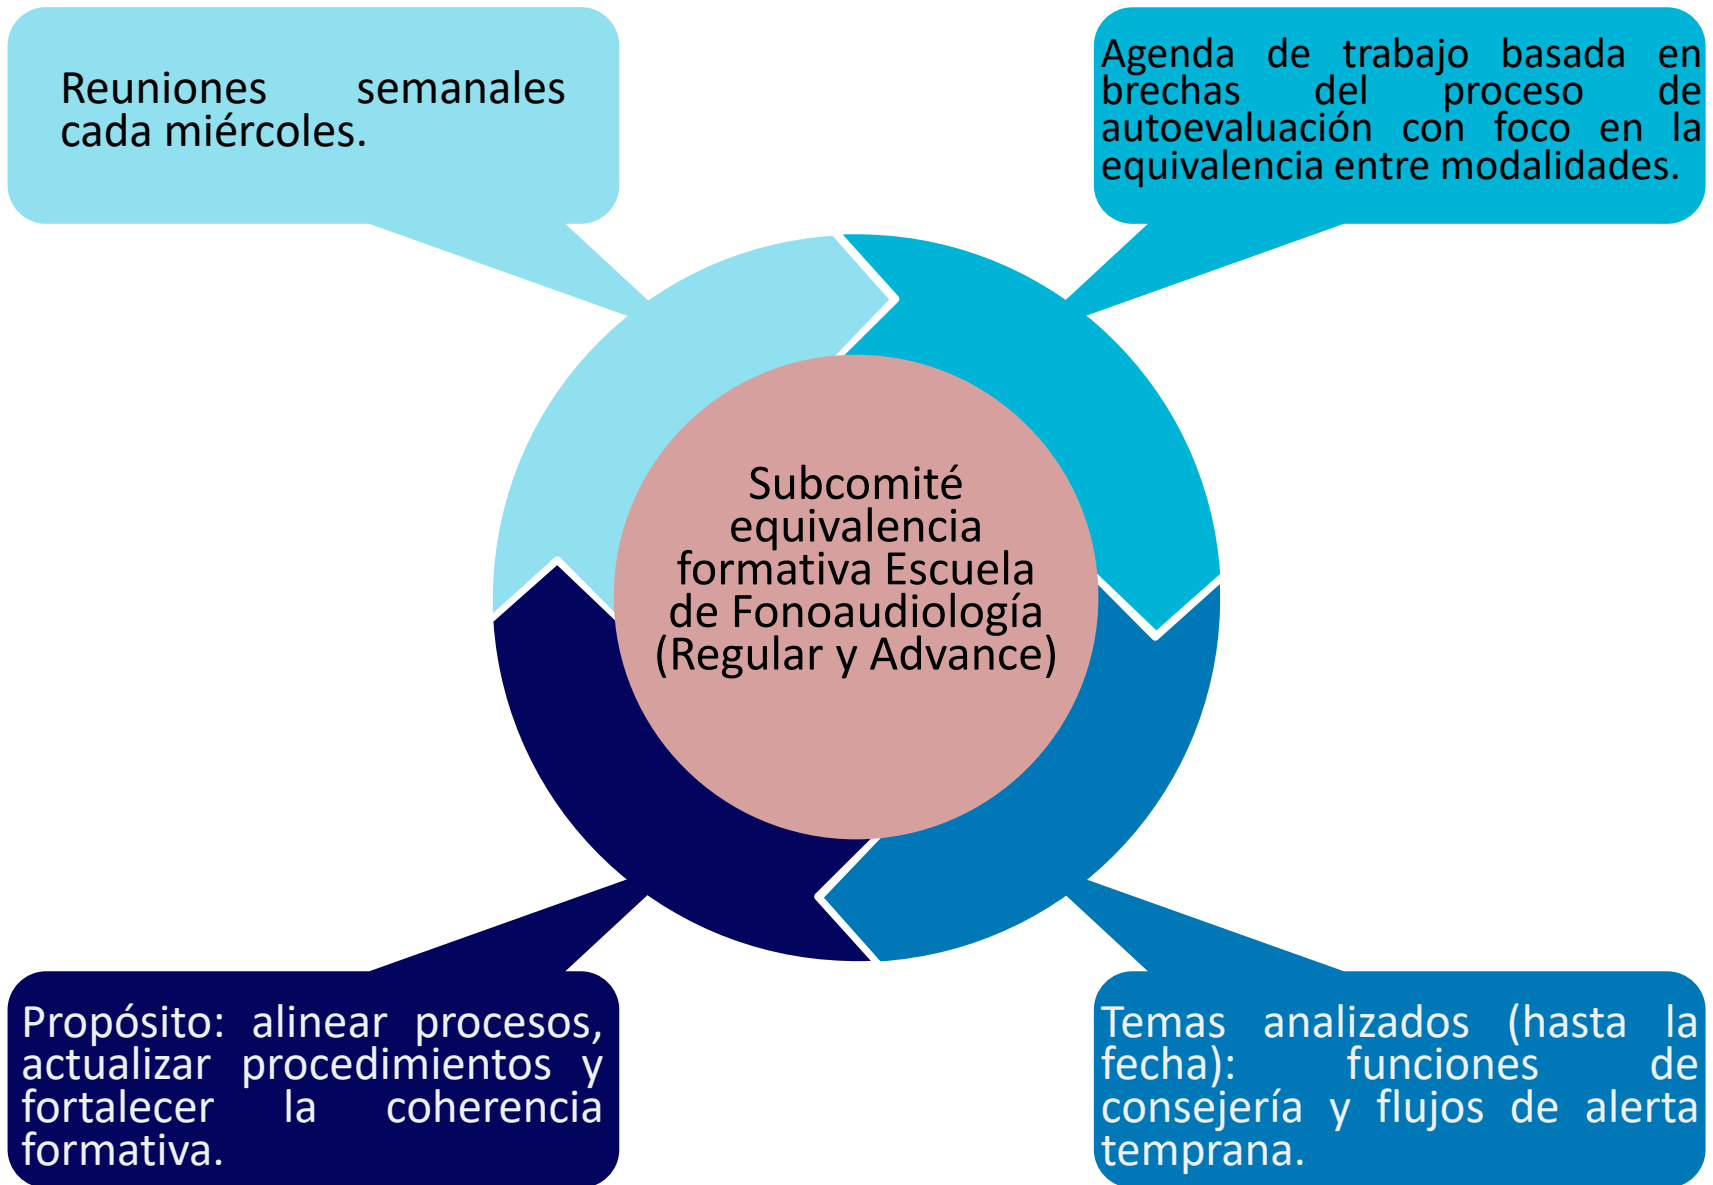 Reuniones semanales
cada miércoles.
Agenda de trabajo basada en
brechas del proceso de
autoevaluación con foco en la
equivalencia entre modalidades.
Subcomité
equivalencia
formativa Escuela
de Fonoaudiología
(Regular y Advance)
Propósito: alinear procesos,
actualizar procedimientos y
fortalecer la coherencia
formativa.
Temas analizados (hasta la
fecha): funciones de
consejería y flujos de alerta
temprana.